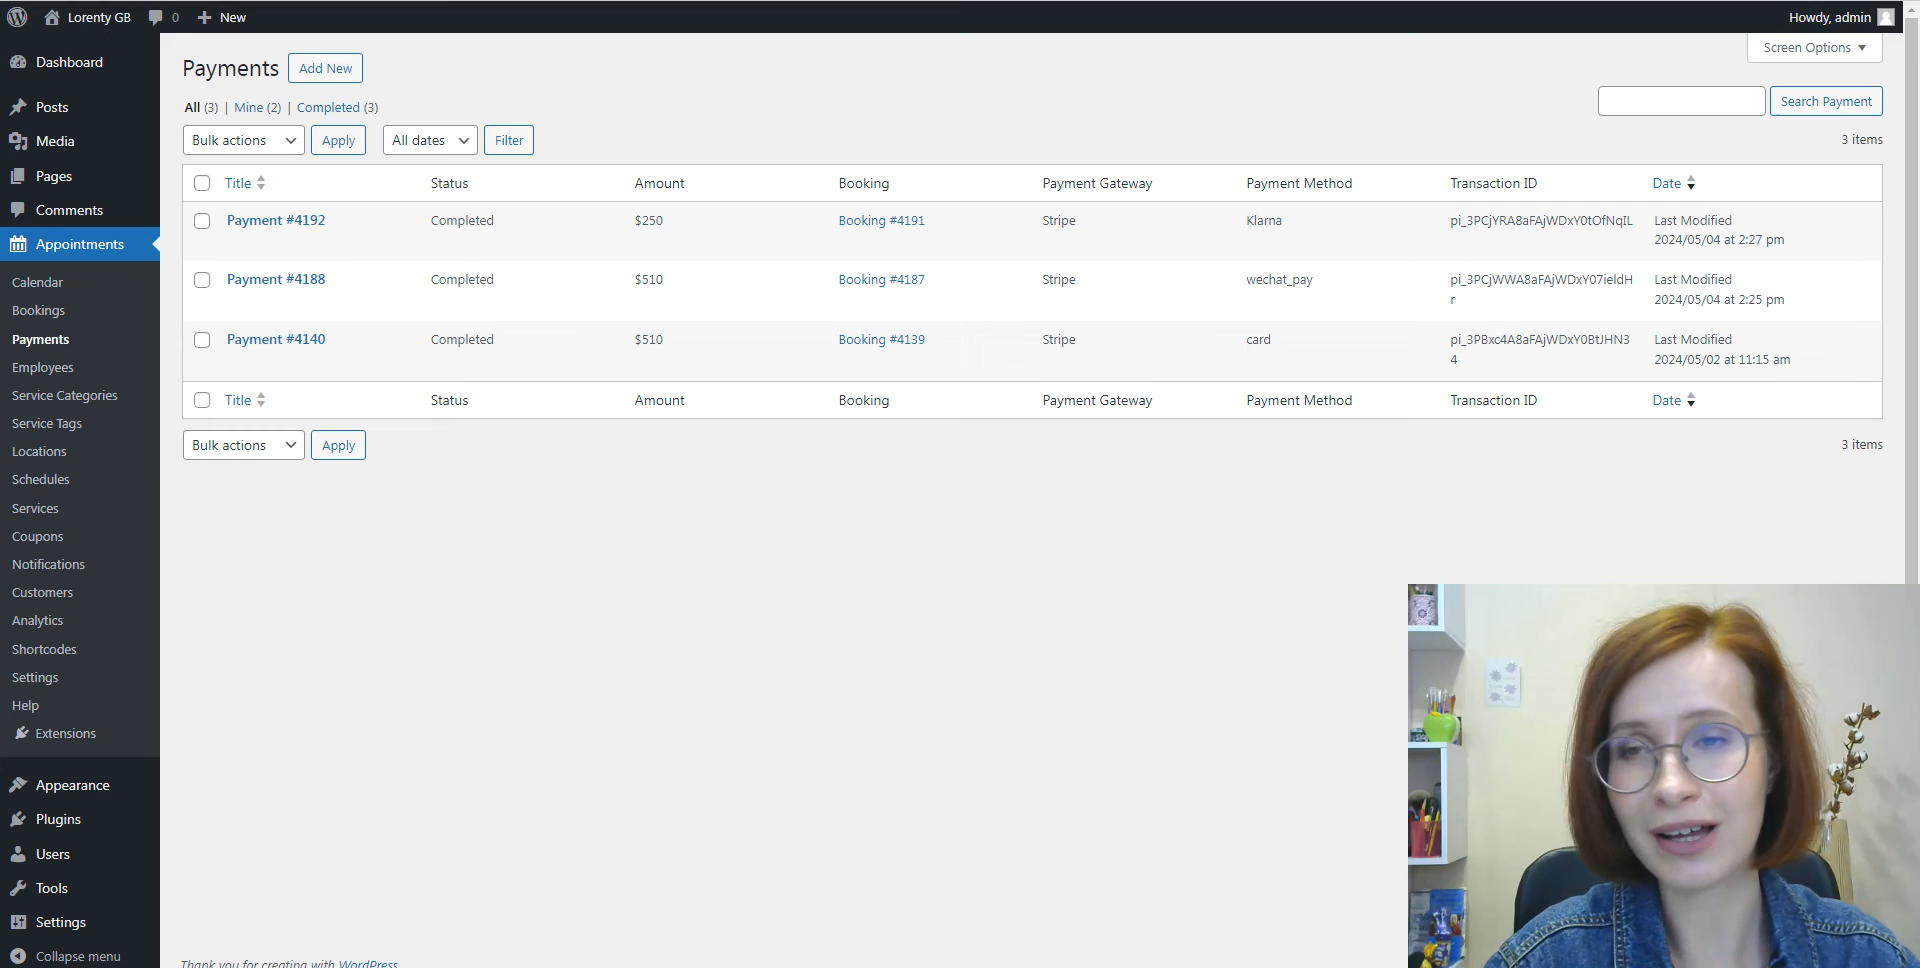 Lorenty GB 0 New Howdy, admin
Screen Options
Dashboard
Posts
Media
Pages
Comments
Appointments
Calendar
Bookings
Payments
Employees
Service Categories
Service Tags
Locations
Schedules
Services
Coupons
Notifications
Customers
Analytics
Shortcodes
Settings
Help
Extensions
Appearance
Plugins
Users
Tools
Settings
Collapse menu
Payments Add New
All (3) | Mine (2) | Completed (3)
Search Payment
Bulk actions Apply All dates Filter 3 items
Title Status Amount Booking Payment Gateway Payment Method Transaction ID Date
Payment #4192 Completed $250 Booking #4191 Stripe Klarna pi_3PCjYRA8aFAjWDxY0tOfNqIL Last Modified
2024/05/04 at 2:27 pm
Payment #4188 Completed $510 Booking #4187 Stripe wechat_pay pi_3PCjWWA8aFAjWDxY07ieldH Last Modified
r 2024/05/04 at 2:25 pm
Payment #4140 Completed $510 Booking #4139 Stripe card pi_3PBxc4A8aFAjWDxY0BtJHN3 Last Modified
4 2024/05/02 at 11:15 am
Title Status Amount Booking Payment Gateway Payment Method Transaction ID Date
Bulk actions Apply 3 items
Thank you for creating with WordPress